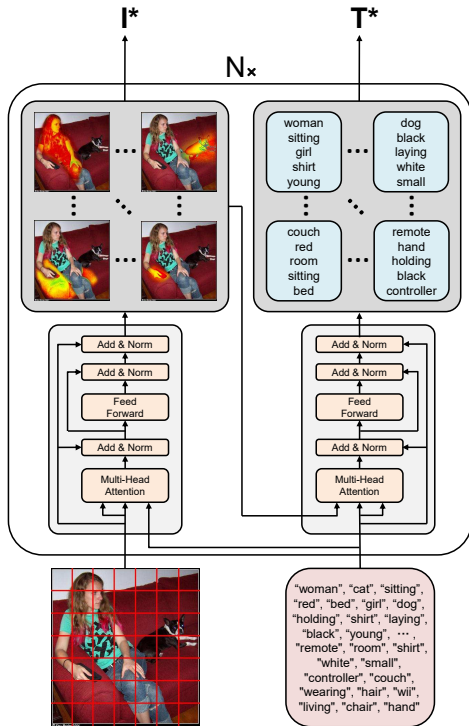 I*
T*
N×
woman
sitting
girl
shirt
young
dog
black
laying
white
small
couch
red
room
sitting
bed
remote
hand
holding
black
controller
Add & Norm
Add & Norm
Feed
Forward
Add & Norm
Multi-Head
Attention
Add & Norm
Add & Norm
Feed
Forward
Add & Norm
Multi-Head
Attention
“woman”, “cat”, “sitting”,
“red”, “bed”, “girl”, “dog”,
“holding”, “shirt”, “laying”,
“black”, “young”, ··· ,
“remote”, “room”, “shirt”,
“white”, “small”,
“controller”, “couch”,
“wearing”, “hair”, “wii”,
“living”, “chair”, “hand”